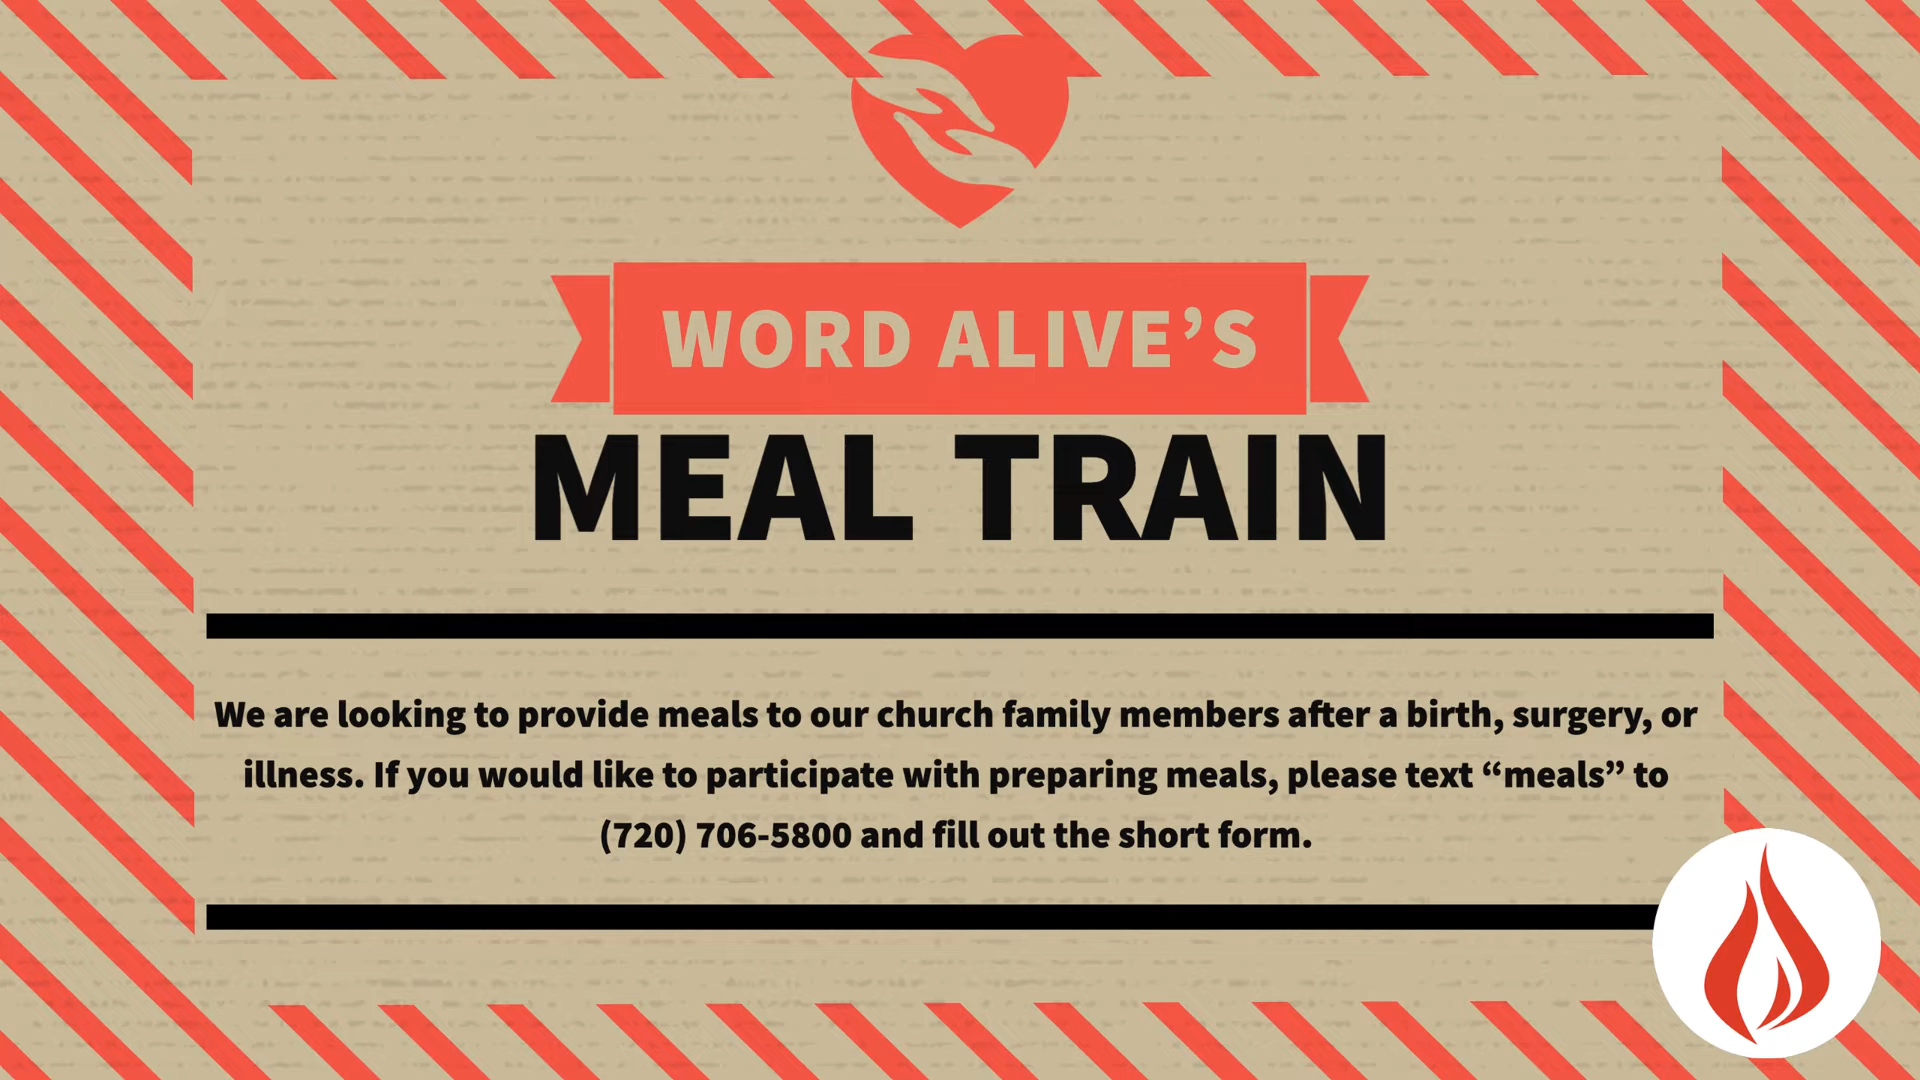 WORD ALIVE’S
MEAL TRAIN
We are looking to provide meals to our church family members after a birth, surgery, or
illness. If you would like to participate with preparing meals, please text “meals” to
(720) 706-5800 and fill out the short form.